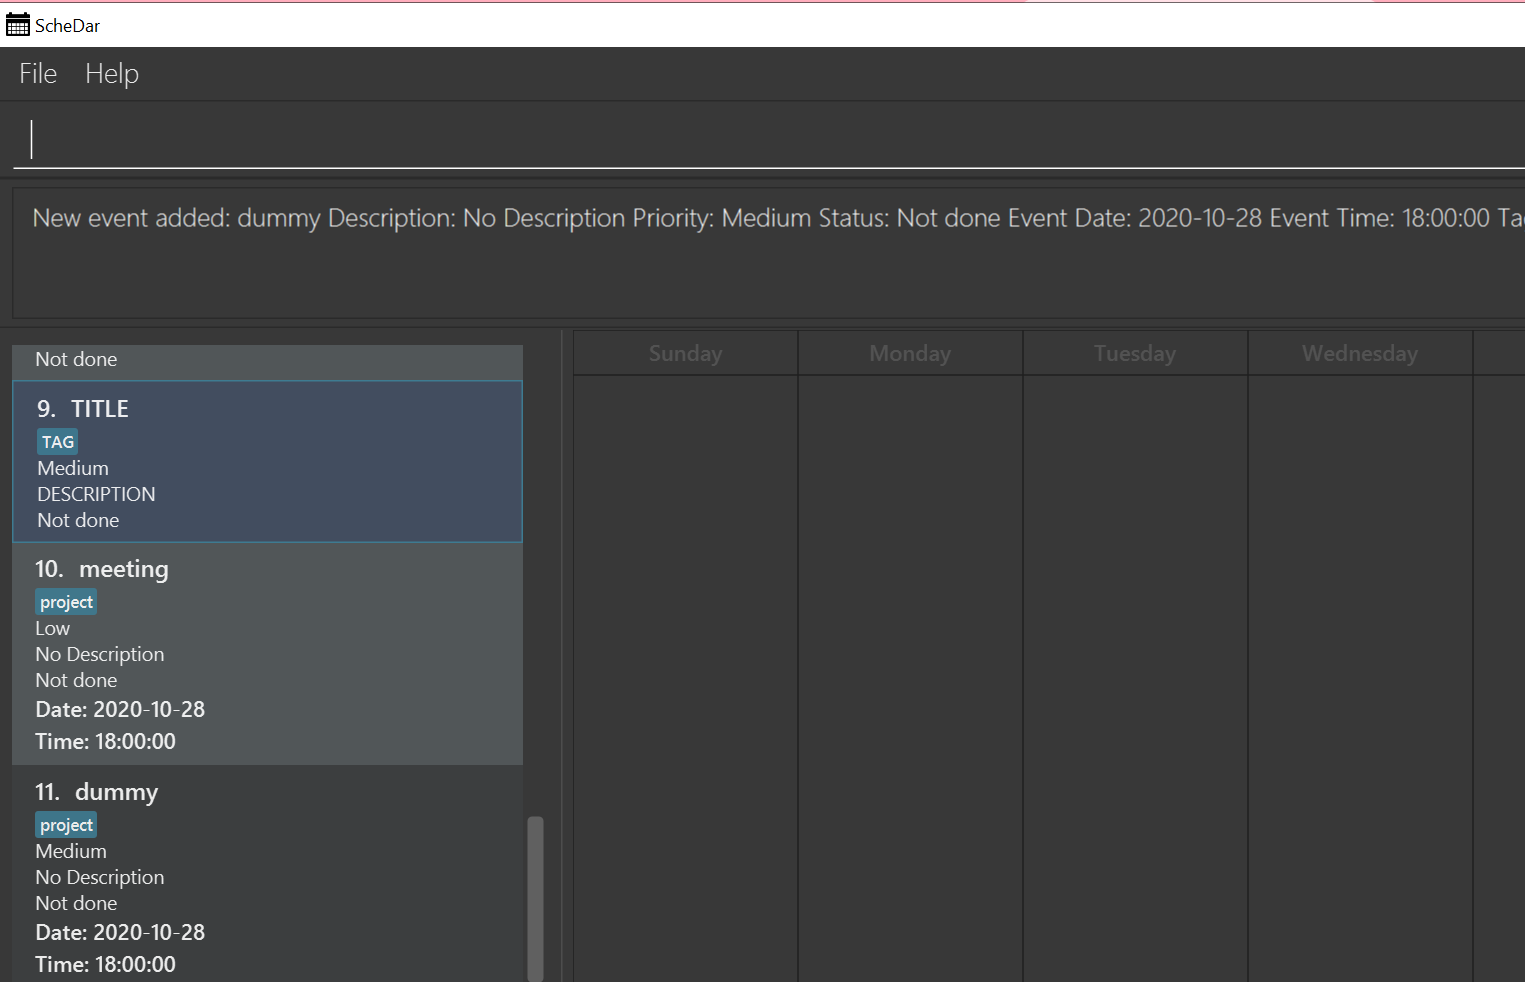 ScheDar
File Help
New event added: dummy Description: No Description Priority: Medium Status: Not done Event Date: 2020-10-28 Event Time: 18:00:00
Not done
9. TITLE
TAG
Medium
DESCRIPTION
Not done
10. meeting
project
Low
No Description
Not done
Date: 2020-10-28
Time: 18:00:00
11. dummy
project
Medium
No Description
Not done
Date: 2020-10-28
Time: 18:00:00
Sunday Monday Tuesday Wednesday